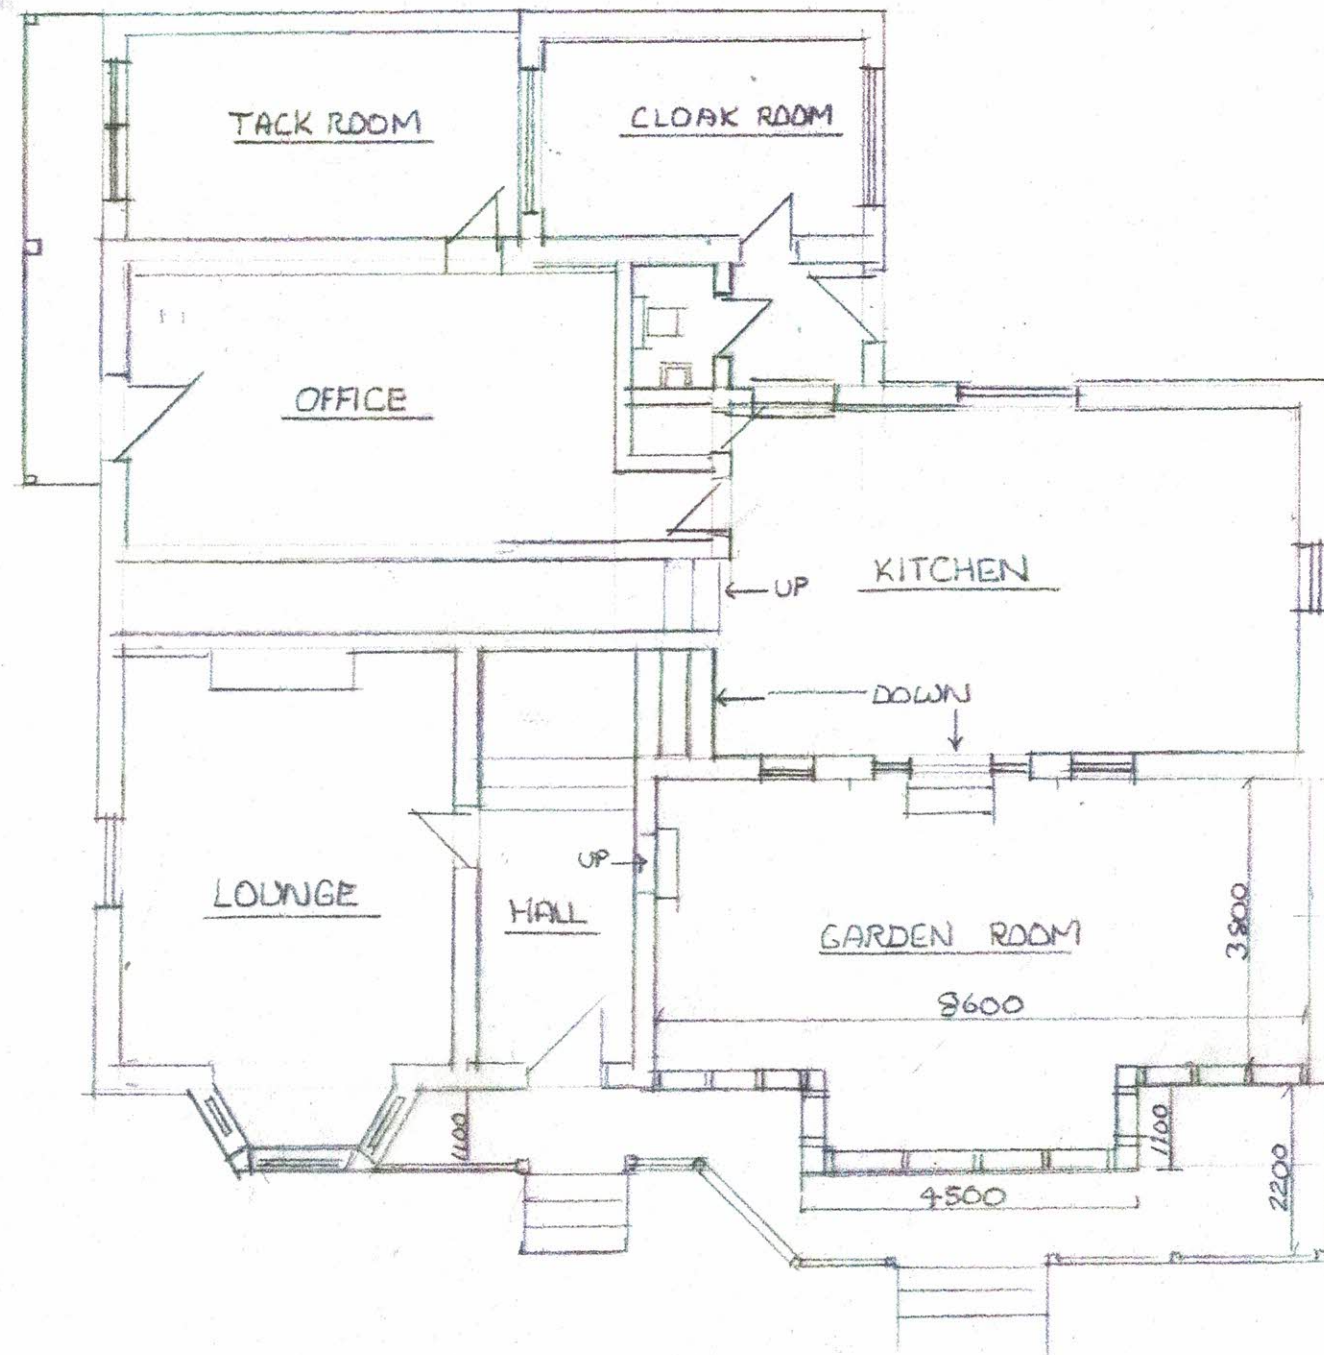 TACK ROOM
CLOAK ROOM
OFFICE
KITCHEN
UP
DOWN
UP
LOUNGE
HALL
GARDEN ROOM
3800
8600
1100
1100
4500
2200